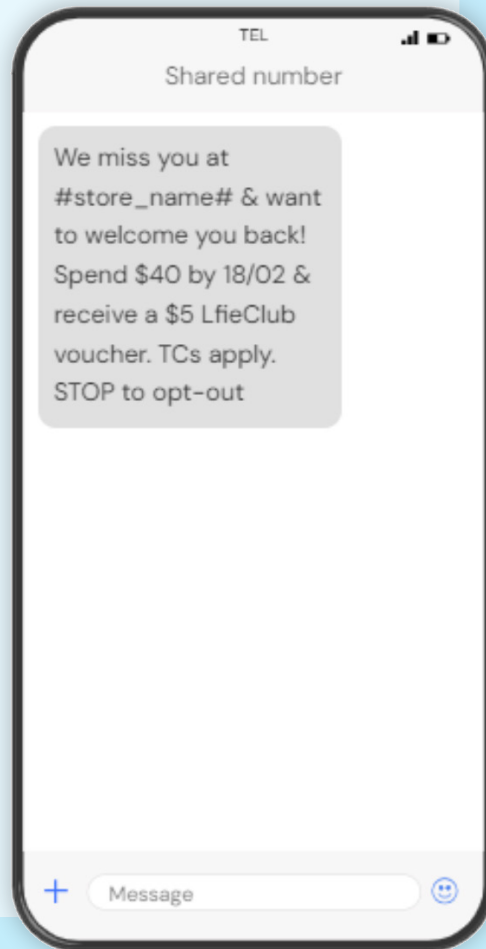 TEL
Shared number
We miss you at
#store_name# & want
to welcome you back!
Spend $40 by 18/02 &
receive a $5 LfieClub
voucher. TCs apply.
STOP to opt-out
Message